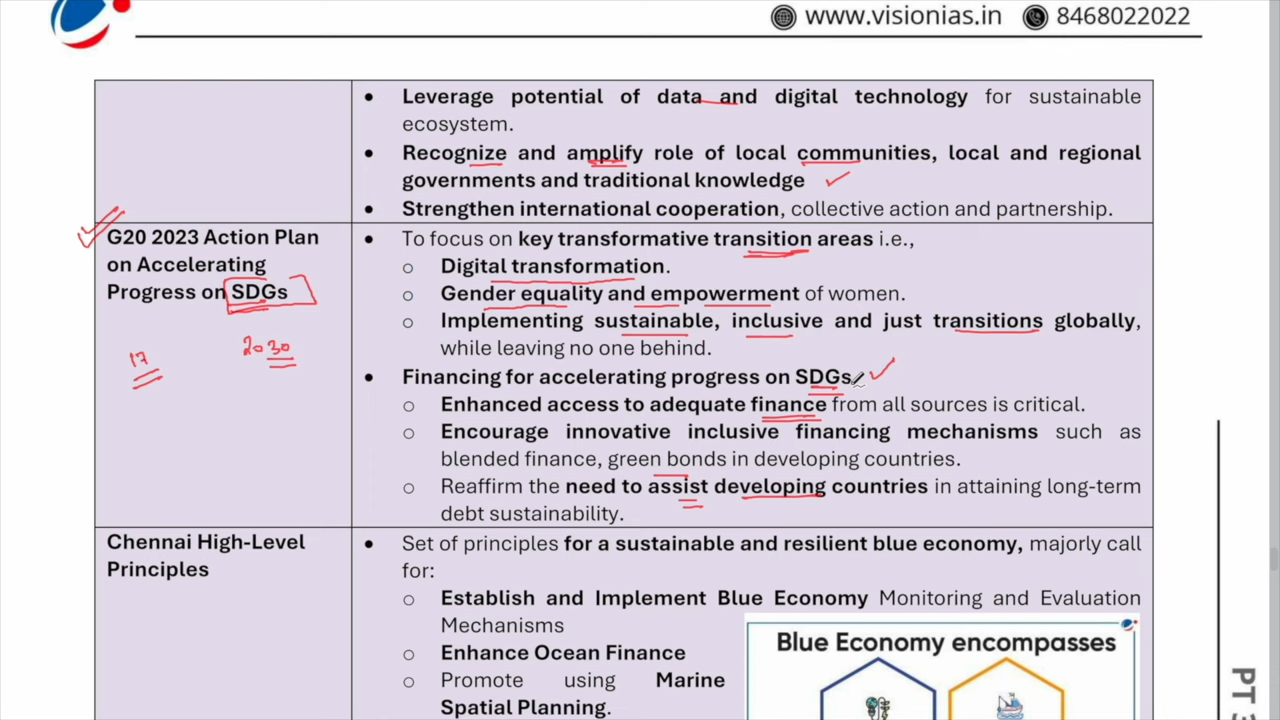 www.visionias.in 8468022022
• Leverage potential of data and digital technology for sustainable
ecosystem.
• Recognize and amplify role of local communities, local and regional
governments and traditional knowledge
• Strengthen international cooperation, collective action and partnership.
G20 2023 Action Plan
on Accelerating
Progress on SDGs
17 2030
• To focus on key transformative transition areas i.e.,
o Digital transformation.
o Gender equality and empowerment of women.
o Implementing sustainable, inclusive and just transitions globally,
while leaving no one behind.
• Financing for accelerating progress on SDGs
o Enhanced access to adequate finance from all sources is critical.
o Encourage innovative inclusive financing mechanisms such as
blended finance, green bonds in developing countries.
o Reaffirm the need to assist developing countries in attaining long-term
debt sustainability.
Chennai High-Level
Principles
• Set of principles for a sustainable and resilient blue economy, majorly call
for:
o Establish and Implement Blue Economy Monitoring and Evaluation
Mechanisms
o Enhance Ocean Finance
o Promote using Marine
Spatial Planning.
Blue Economy encompasses
PT 3